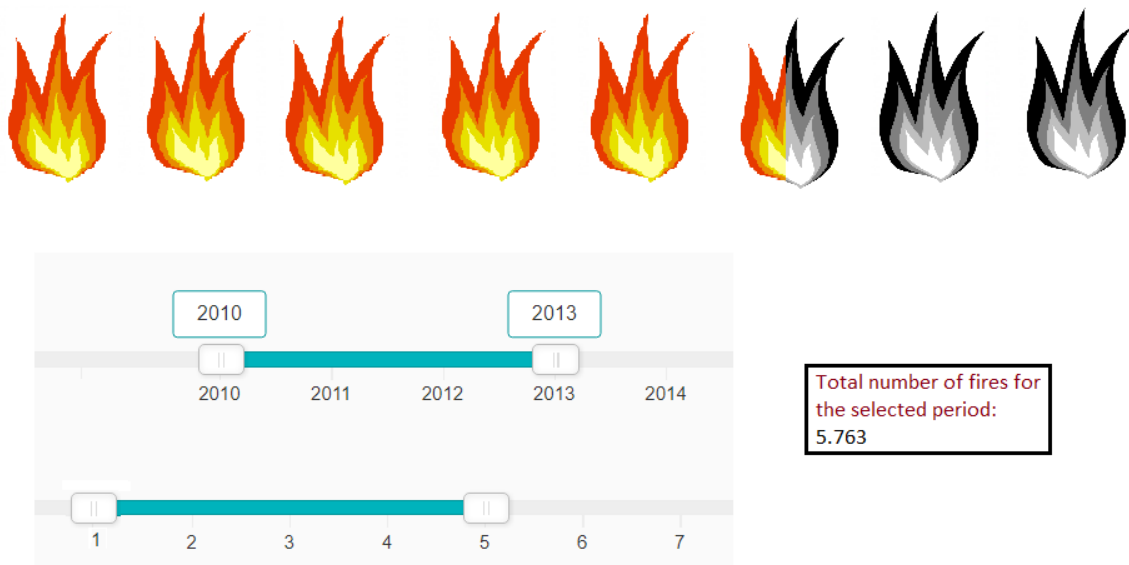 2010 2013
2010 2011 2012 2013 2014
Total number of fires for
the selected period:
5.763
1 2 3 4 5 6 7